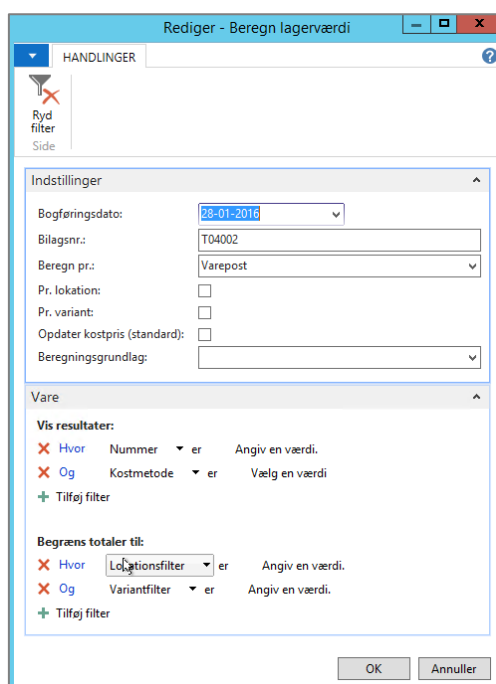 Rediger - Beregn lagerværdi
HANDLINGER
Ryd
filter
Side
Indstillinger
Bogføringsdato: 28-01-2016
Bilagsnr.: T04002
Beregn pr.: Varepost
Pr. lokation:
Pr. variant:
Opdater kostpris (standard):
Beregningsgrundlag:
Vare
Vis resultater:
Hvor Nummer er Angiv en værdi.
Og Kostmetode er Vælg en værdi
Tilføj filter
Begræns totaler til:
Hvor Lokationsfilter er Angiv en værdi.
Og Variantfilter er Angiv en værdi.
Tilføj filter
OK Annuller